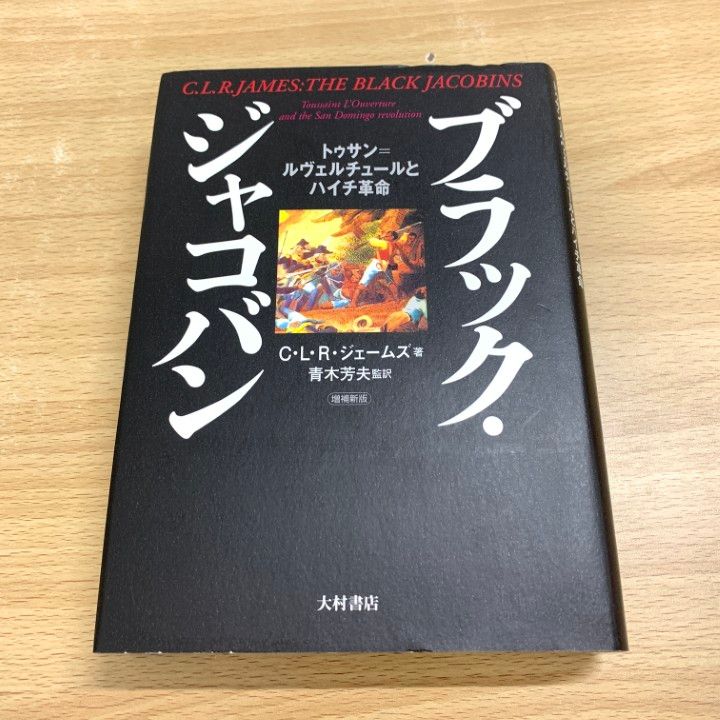 C.L.R.JAMES:THE BLACK JACOBINS
Toussaint L'Ouverture
and the San Domingo revolution
ブラック・
ジャコバン
トゥサン=
ルヴェルチュールと
ハイチ革命
C・L・R・ジェームズ 著
青木芳夫 監訳
増補新版
大村書店